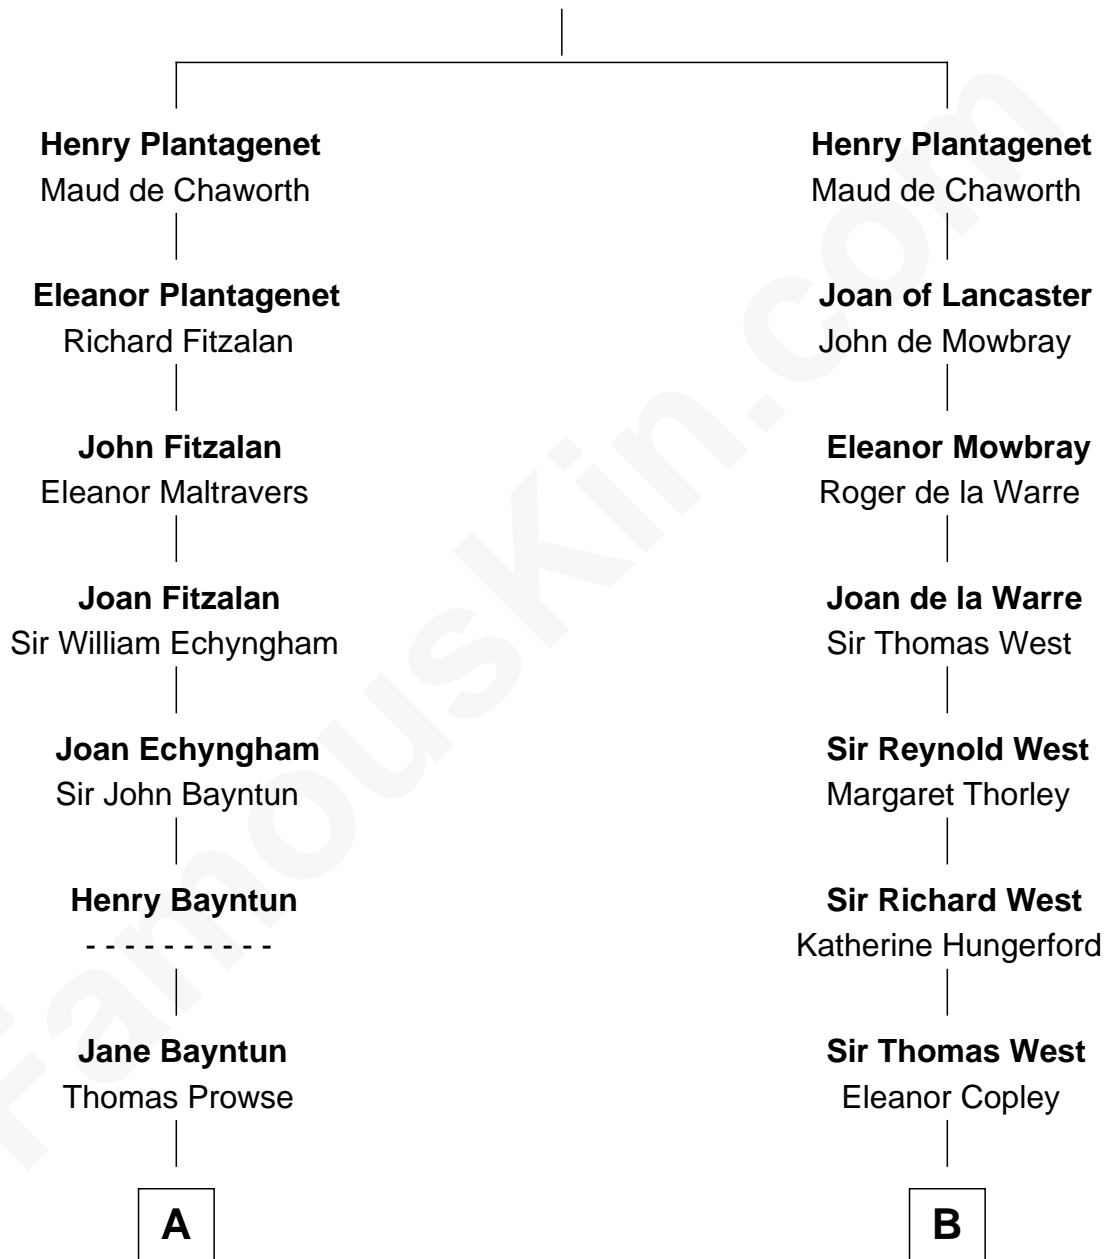 Henry Plantagenet
Maud de Chaworth
Eleanor Plantagenet
Richard Fitzalan
John Fitzalan
Eleanor Maltravers
Joan Fitzalan
Sir William Echyngham
Joan Echyngham
Sir John Bayntun
Henry Bayntun
- - - - - - - - - -
Jane Bayntun
Thomas Prowse
A
Henry Plantagenet
Maud de Chaworth
Joan of Lancaster
John de Mowbray
Eleanor Mowbray
Roger de la Warre
Joan de la Warre
Sir Thomas West
Sir Reynold West
Margaret Thorley
Sir Richard West
Katherine Hungerford
Sir Thomas West
Eleanor Copley
B
FamousKin.com